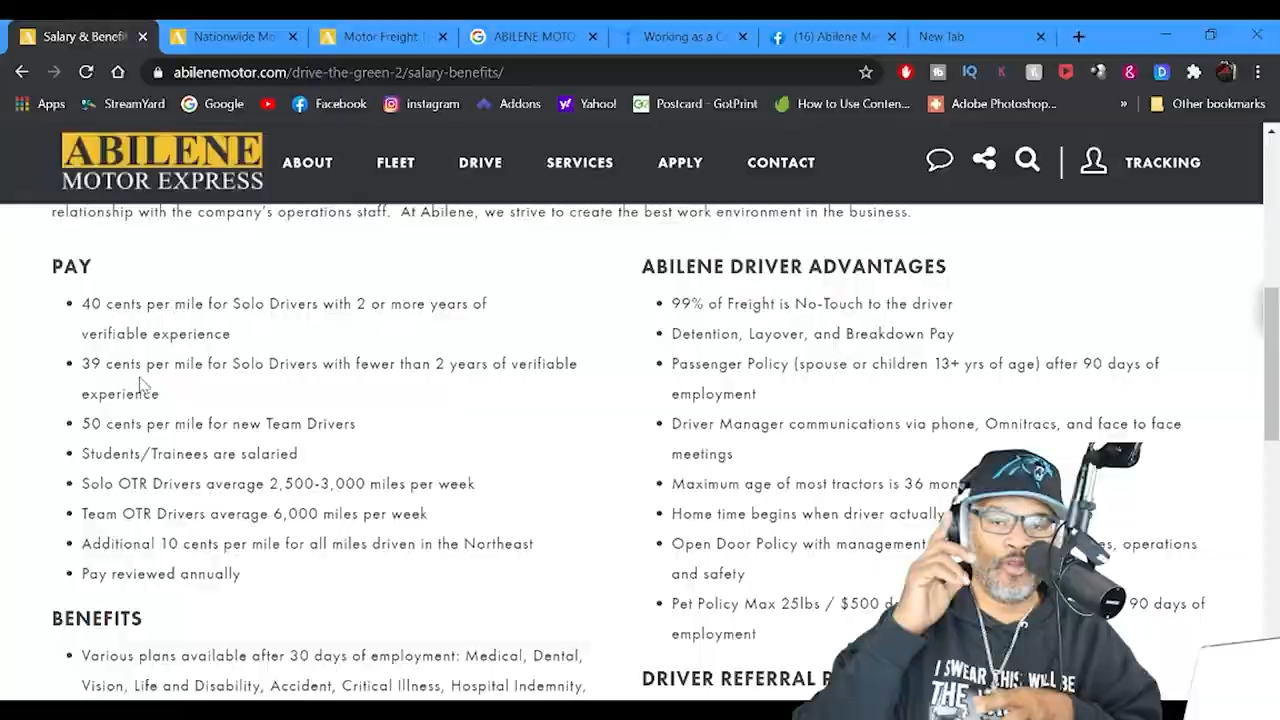 Salary & Benefi
Nationwide Mo
Motor Freight
ABILENE MOTO
Working as a C
(16) Abilene M
New Tab
abilenemotor.com/drive-the-green-2/salary-benefits/
Apps
StreamYard
Google
Facebook
instagram
Addons
Yahoo!
Postcard - GotPrint
How to Use Conten...
Adobe Photoshop...
Other bookmarks
ABILENE
MOTOR EXPRESS
ABOUT
FLEET
DRIVE
SERVICES
APPLY
CONTACT
TRACKING
relationship with the company's operations staff. At Abilene, we strive to create the best work environment in the business.
PAY
40 cents per mile for Solo Drivers with 2 or more years of
verifiable experience
39 cents per mile for Solo Drivers with fewer than 2 years of verifiable
experience
50 cents per mile for new Team Drivers
Students/Trainees are salaried
Solo OTR Drivers average 2,500-3,000 miles per week
Team OTR Drivers average 6,000 miles per week
Additional 10 cents per mile for all miles driven in the Northeast
Pay reviewed annually
BENEFITS
Various plans available after 30 days of employment: Medical, Dental,
Vision, Life and Disability, Accident, Critical Illness, Hospital Indemnity,
ABILENE DRIVER ADVANTAGES
99% of Freight is No-Touch to the driver
Detention, Layover, and Breakdown Pay
Passenger Policy (spouse or children 13+ yrs of age) after 90 days of
employment
Driver Manager communications via phone, Omnitracs, and face to face
meetings
Maximum age of most tractors is 36 mon
Home time begins when driver actually
Open Door Policy with management es, operations
and safety
Pet Policy Max 25lbs / $500 d 90 days of
employment
DRIVER REFERRAL
I SWEAR THIS WILL BE
THE